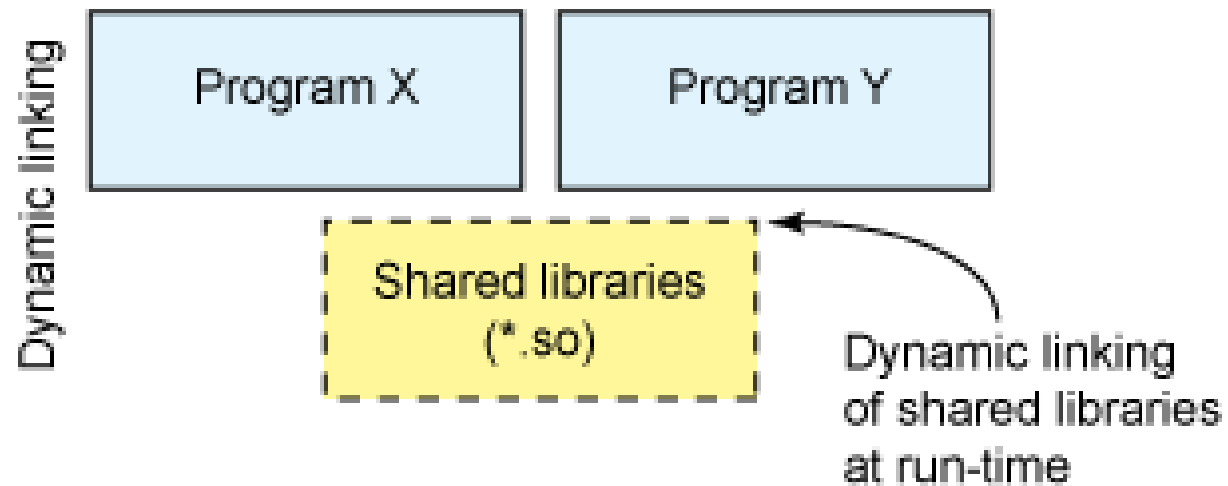 Dynamic linking
Program X
Program Y
Shared libraries
(*.so)
Dynamic linking
of shared libraries
at run-time